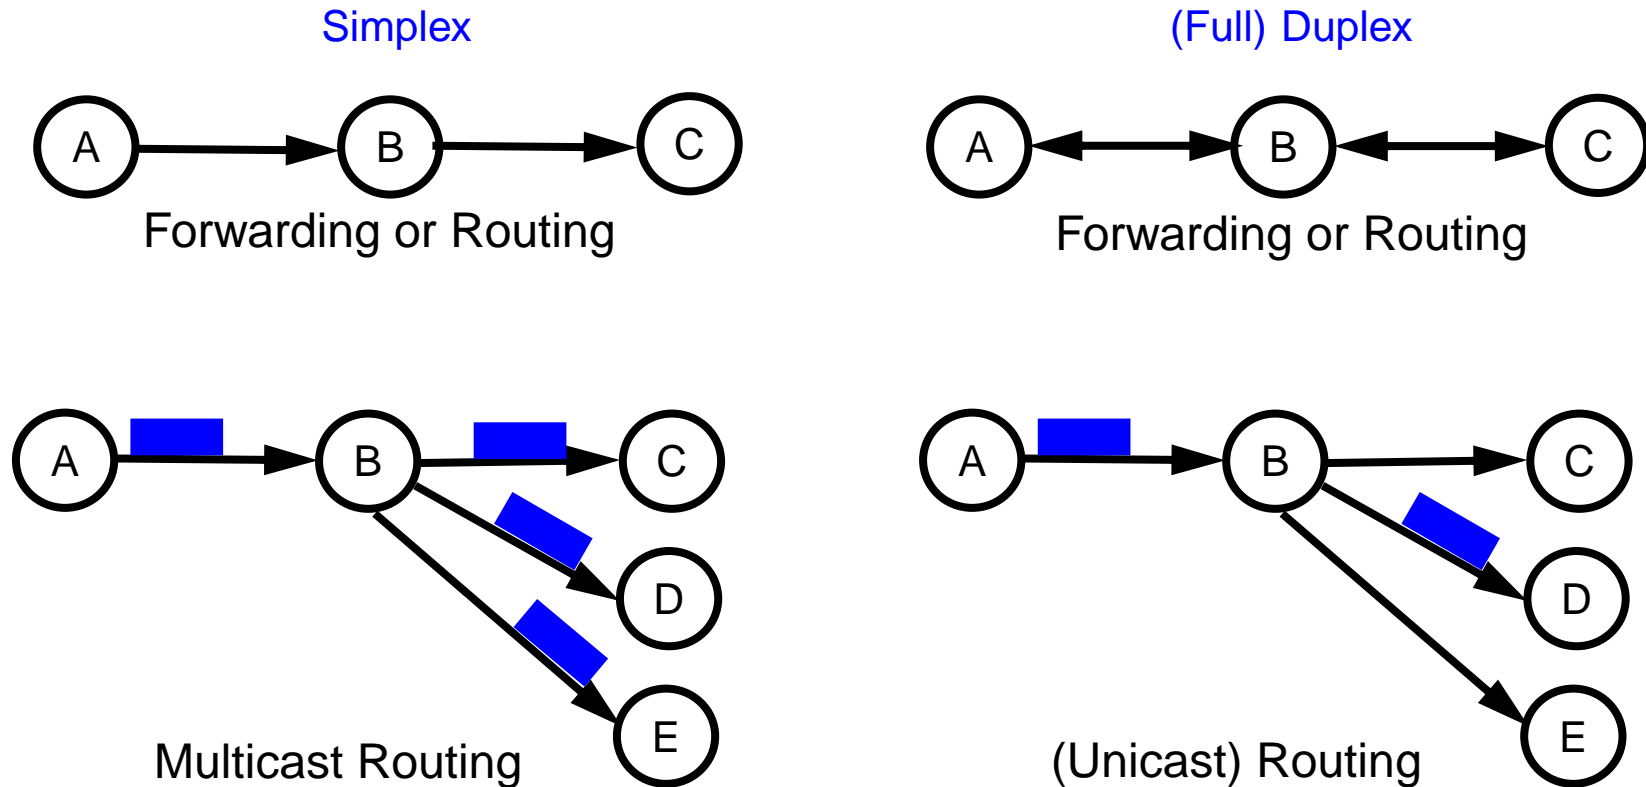 Simplex
(Full) Duplex
A
B
C
A
B
C
Forwarding or Routing
Forwarding or Routing
A
B
C
D
E
A
B
C
D
E
Multicast Routing
(Unicast) Routing